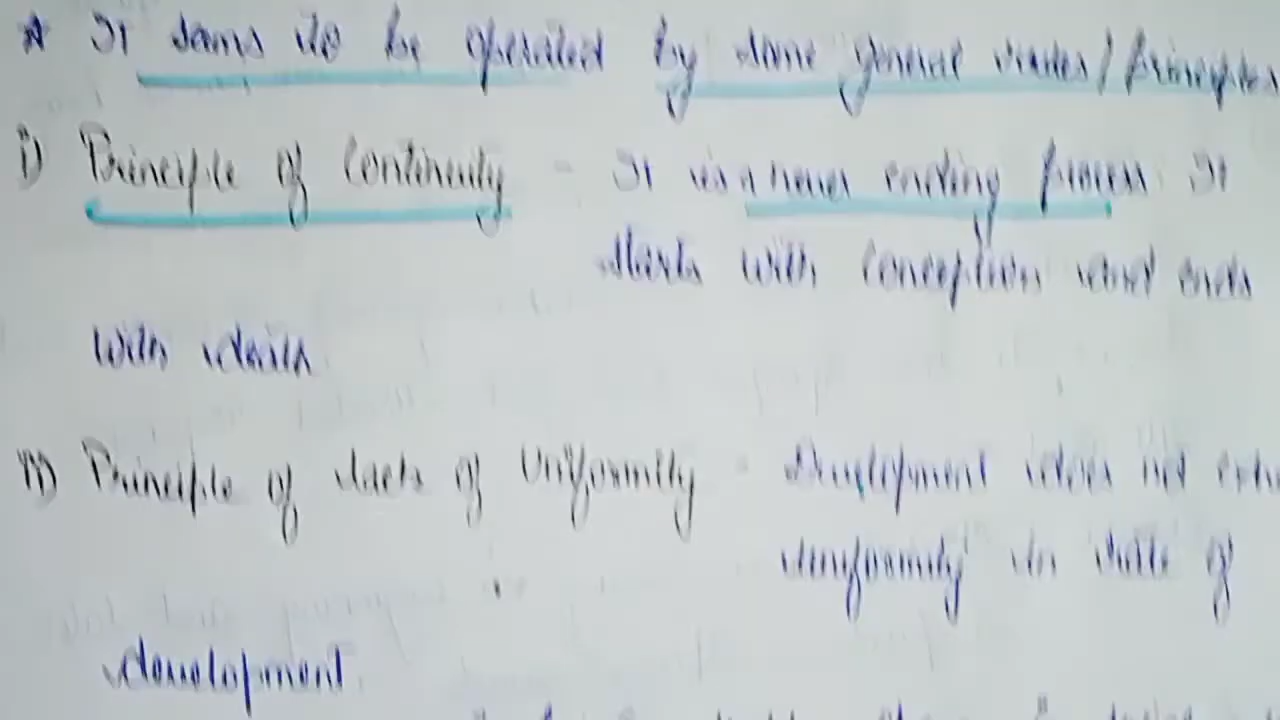 * It sems to be operated by some general rules/principles
i) Principle of Continuity - It is a never ending process. It
starts with conception and ends
with death
ii) Principle of lack of Uniformity - Development does not
uniformity in rate of
development.